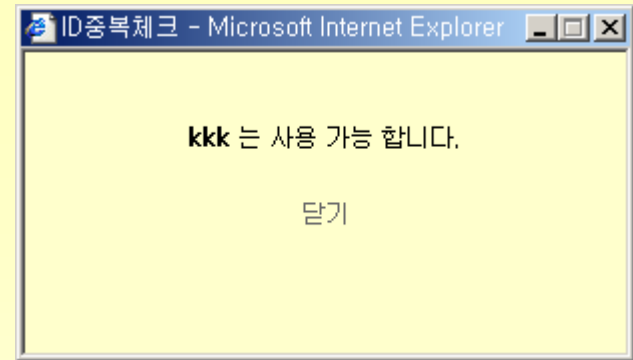 ID중복체크 - Microsoft Internet Explorer
kkk 는 사용 가능 합니다.
닫기